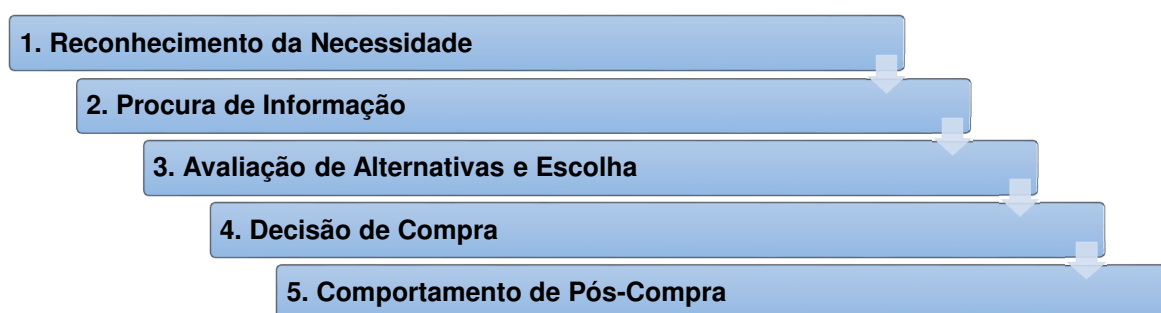 1. Reconhecimento da Necessidade
2. Procura de Informação
3. Avaliação de Alternativas e Escolha
4. Decisão de Compra
5. Comportamento de Pós-Compra